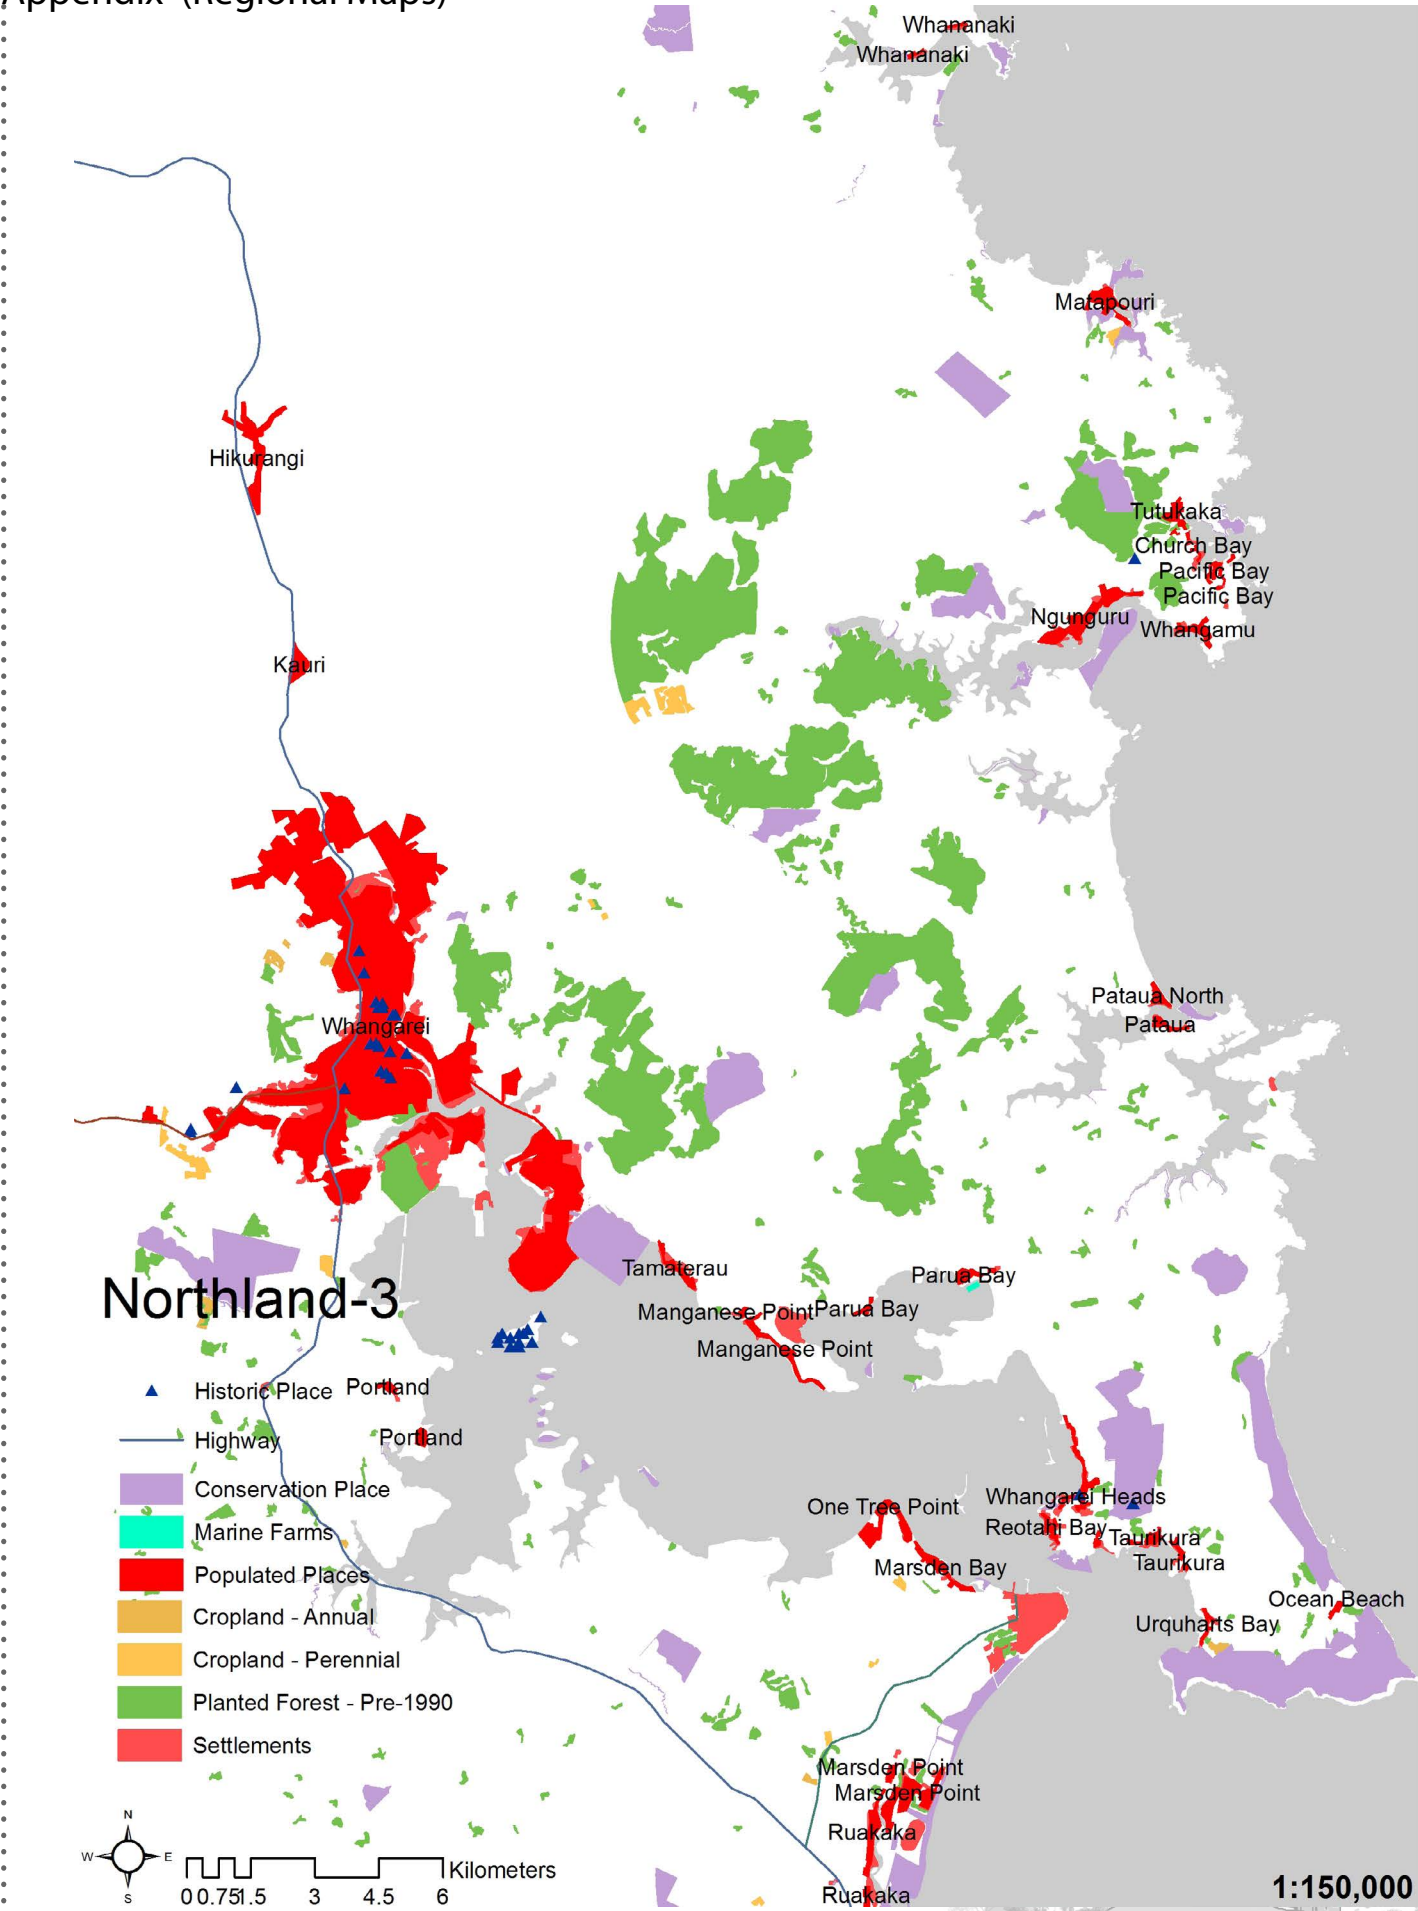 Appendix (Regional Maps)
Whananaki
Whananaki
Matapouri
Hikurangi
Tutukaka
Church Bay
Pacific Bay
Pacific Bay
Ngunguru
Whangamu
Kauri
Pataua North
Whangarei
Pataua
Tamaterau
Parua Bay
Northland-3
Manganese Point
Parua Bay
Manganese Point
Historic Place
Portland
Highway
Portland
Conservation Place
Whangarei Heads
One Tree Point
Marine Farms
Reotahi Bay
Taurikura
Populated Places
Marsden Bay
Taurikura
Ocean Beach
Cropland - Annual
Urquharts Bay
Cropland - Perennial
Planted Forest - Pre-1990
Settlements
Marsden Point
Marsden Point
N
Ruakaka
W E
Kilometers
S
0 0.75 1.5 3 4.5 6
Ruakaka
1:150,000